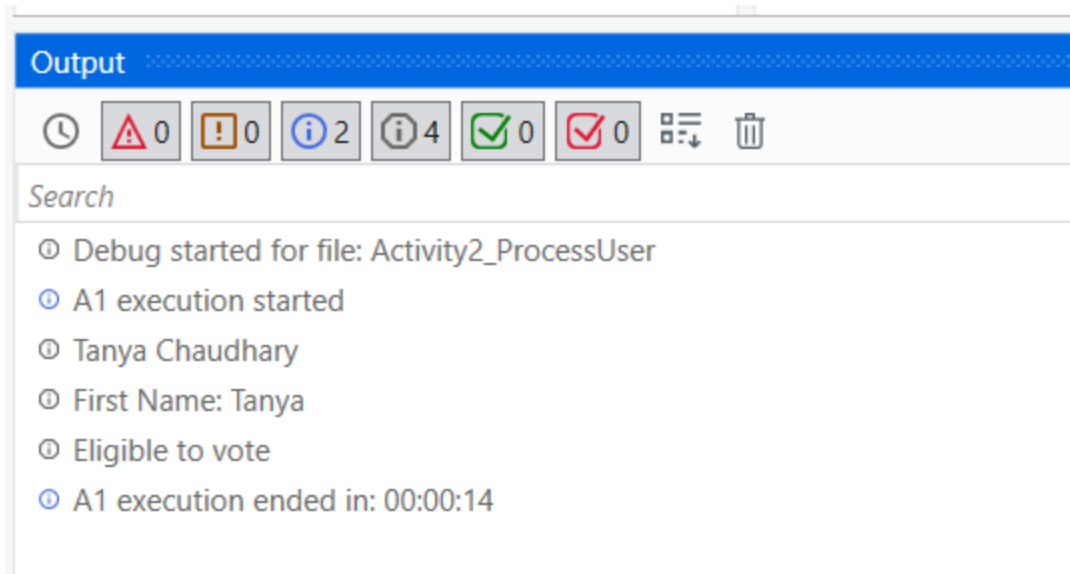 Output
0 0 2 4 0 0
Search
Debug started for file: Activity2_ProcessUser
A1 execution started
Tanya Chaudhary
First Name: Tanya
Eligible to vote
A1 execution ended in: 00:00:14